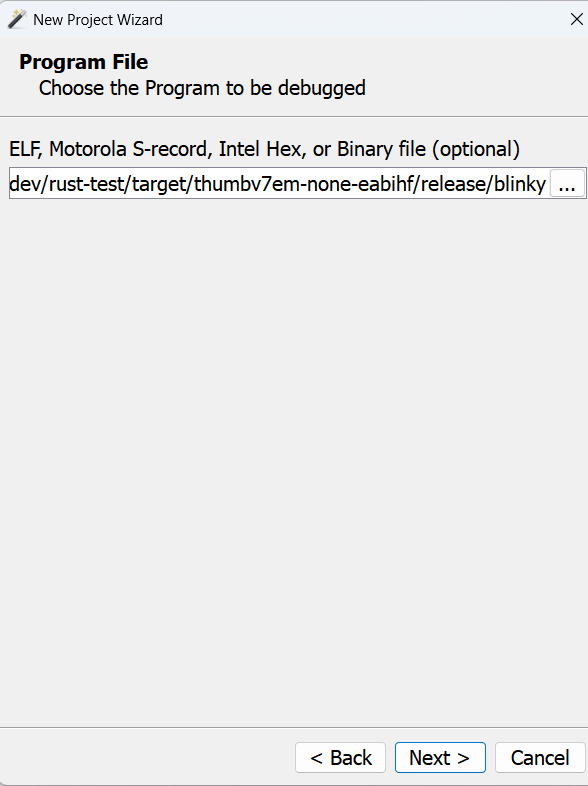 New Project Wizard
Program File
Choose the Program to be debugged
ELF, Motorola S-record, Intel Hex, or Binary file (optional)
dev/rust-test/target/thumbv7em-none-eabihf/release/blinky ...
< Back Next > Cancel